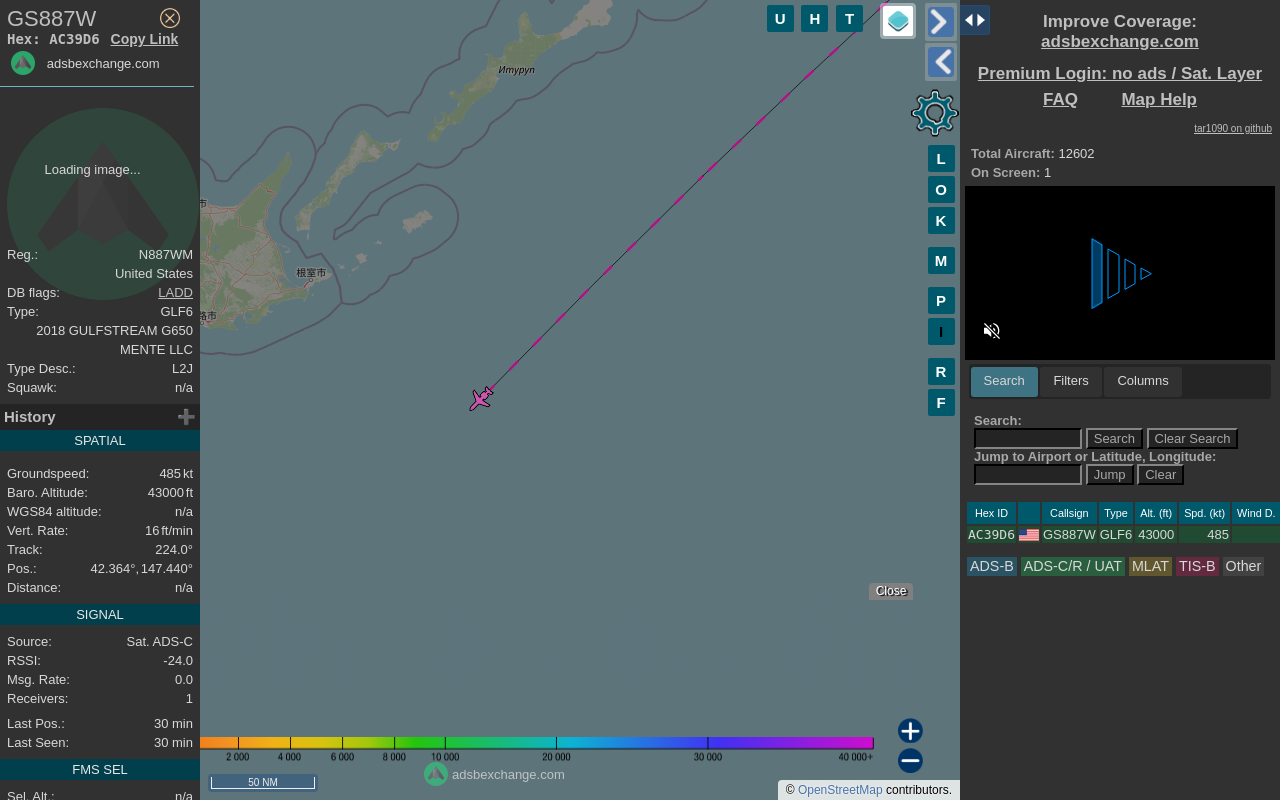 GS887W
Hex: AC39D6 Copy Link
adsbexchange.com
Loading image...
Reg.: N887WM
United States
DB flags: LADD
Type: GLF6
2018 GULFSTREAM G650
MENTE LLC
Type Desc.: L2J
Squawk: n/a
History
SPATIAL
Groundspeed: 485 kt
Baro. Altitude: 43000 ft
WGS84 altitude: n/a
Vert. Rate: 16 ft/min
Track: 224.0°
Pos.: 42.364°, 147.440°
Distance: n/a
SIGNAL
Source: Sat. ADS-C
RSSI: -24.0
Msg. Rate: 0.0
Receivers: 1
Last Pos.: 30 min
Last Seen: 30 min
FMS SEL
Sel. Alt.: n/a
Итуруп
市
根室市
路市
U H T
L
O
K
M
P
I
R
F
Close
2 000 4 000 6 000 8 000 10 000 20 000 30 000 40 000+
adsbexchange.com
50 NM
© OpenStreetMap contributors.
Improve Coverage:
adsbexchange.com
Premium Login: no ads / Sat. Layer
FAQ Map Help
tar1090 on github
Total Aircraft: 12602
On Screen: 1
Search Filters Columns
Search:
Search Clear Search
Jump to Airport or Latitude, Longitude:
Jump Clear
Hex ID Callsign Type Alt. (ft) Spd. (kt) Wind D.
AC39D6 GS887W GLF6 43000 485
ADS-B ADS-C/R / UAT MLAT TIS-B Other